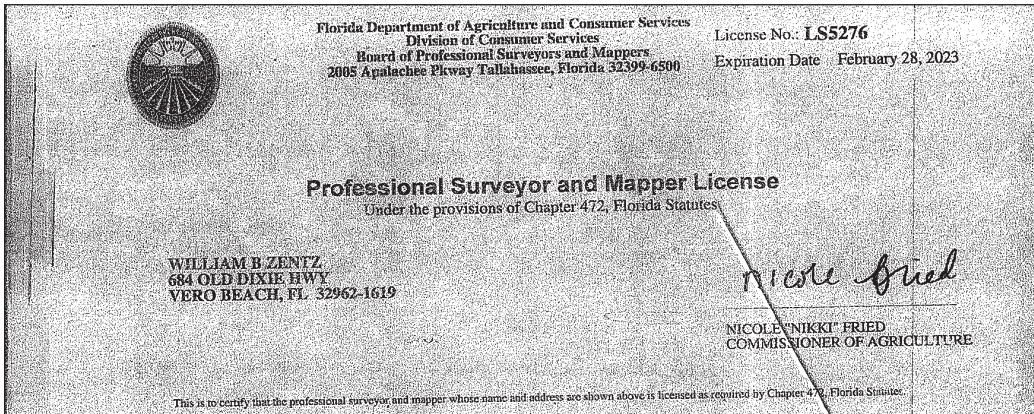 Florida Department of Agriculture and Consumer Services
Division of Consumer Services
Board of Professional Surveyors and Mappers
2005 Apalachee Pkway Tallahassee, Florida 32399-6500
License No.: LS5276
Expiration Date February 28, 2023
Professional Surveyor and Mapper License
Under the provisions of Chapter 472, Florida Statutes
WILLIAM B ZENTZ
684 OLD DIXIE HWY
VERO BEACH, FL 32962-1619
Nicole Fried
NICOLE "NIKKI" FRIED
COMMISSIONER OF AGRICULTURE
This is to certify that the professional surveyor and mapper whose name and address are shown above is licensed as required by Chapter 472, Florida Statutes.